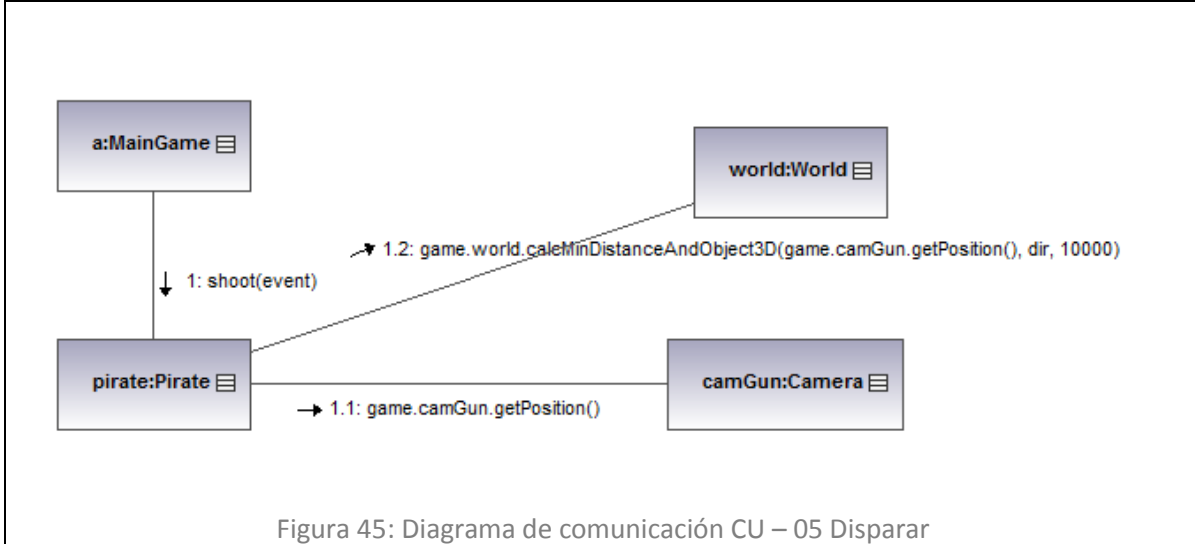 a:MainGame
world:World
1.2: game.world.calcMinDistanceAndObject3D(game.camGun.getPosition(), dir, 10000)
1: shoot(event)
pirate:Pirate
camGun:Camera
1.1: game.camGun.getPosition()
Figura 45: Diagrama de comunicación CU – 05 Disparar